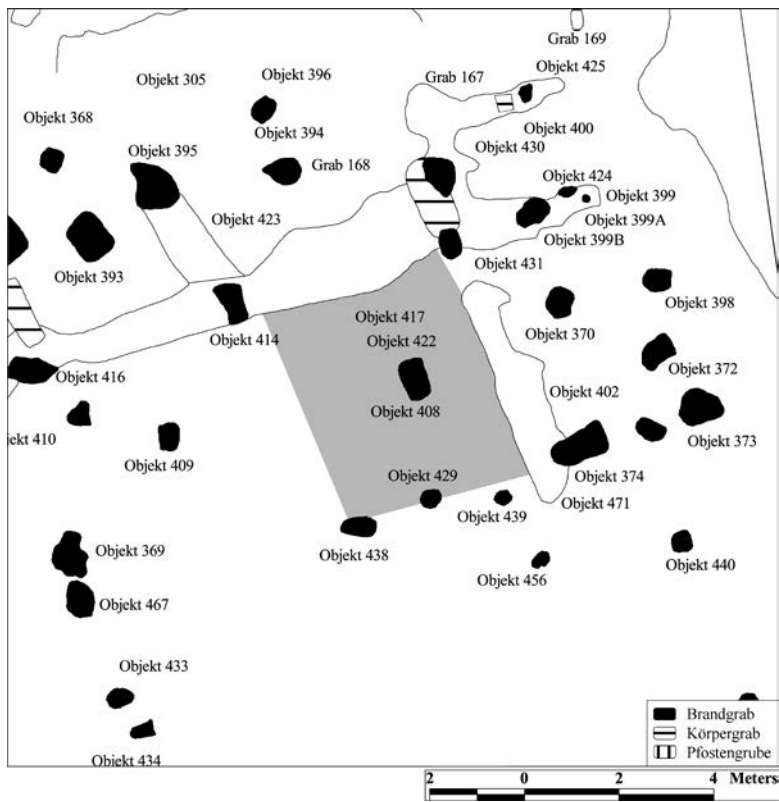 Grab 169
Objekt 305
Objekt 396
Grab 167
Objekt 425
Objekt 368
Objekt 394
Objekt 400
Objekt 395
Objekt 430
Grab 168
Objekt 424
Objekt 399
Objekt 423
Objekt 399A
Objekt 399B
Objekt 393
Objekt 431
Objekt 398
Objekt 417
Objekt 414
Objekt 370
Objekt 422
Objekt 416
Objekt 372
Objekt 402
Objekt 408
jekt 410
Objekt 409
Objekt 373
Objekt 374
Objekt 429
Objekt 471
Objekt 439
Objekt 369
Objekt 438
Objekt 440
Objekt 456
Objekt 467
Objekt 433
Objekt 434
Brandgrab
Körpergrab
Pfostengrube
2 0 2 4 Meters